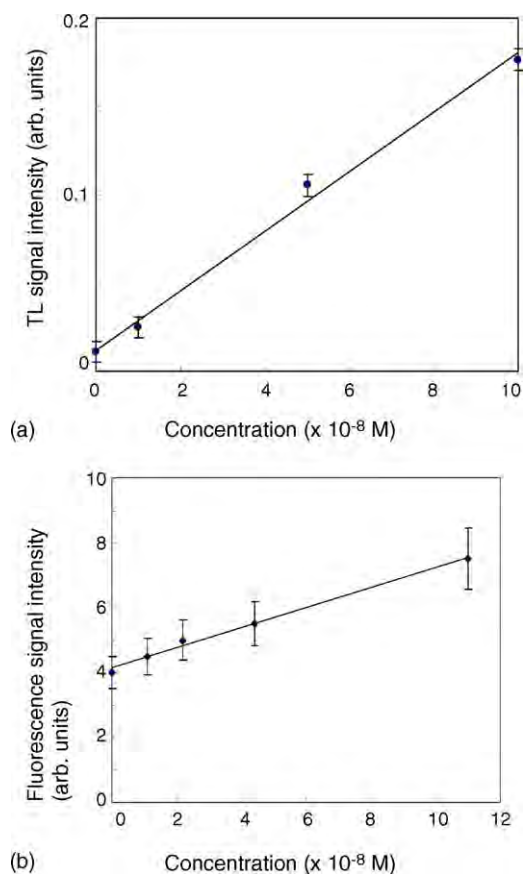 0.2
TL signal intensity (arb. units)
0.1
0
0 2 4 6 8 10
(a) Concentration (x 10⁻⁸ M)
10
Fluorescence signal intensity
(arb. units)
8
6
4
2
0
0 2 4 6 8 10 12
(b) Concentration (x 10⁻⁸ M)